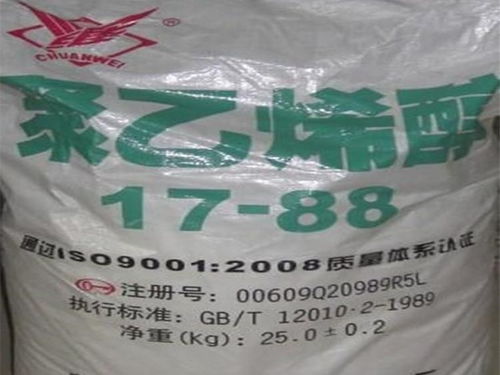 川维
CHUANWEI
聚乙烯醇
17-88
通过ISO9001:2008质量体系认证
注册号：00609Q20989R5L
执行标准：GB/T 12010·2-1989
净重(Kg)：25.0±0.2